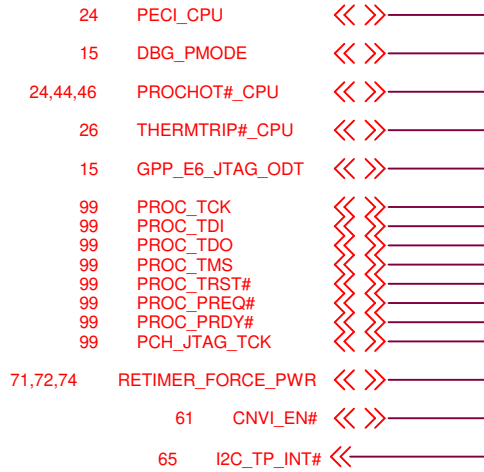 24 PECI_CPU
15 DBG_PMODE
24,44,46 PROCHOT#_CPU
26 THERMTRIP#_CPU
15 GPP_E6_JTAG_ODT
99 PROC_TCK
99 PROC_TDI
99 PROC_TDO
99 PROC_TMS
99 PROC_TRST#
99 PROC_PREQ#
99 PROC_PRDY#
99 PCH_JTAG_TCK
71,72,74 RETIMER_FORCE_PWR
61 CNVI_EN#
65 I2C_TP_INT#